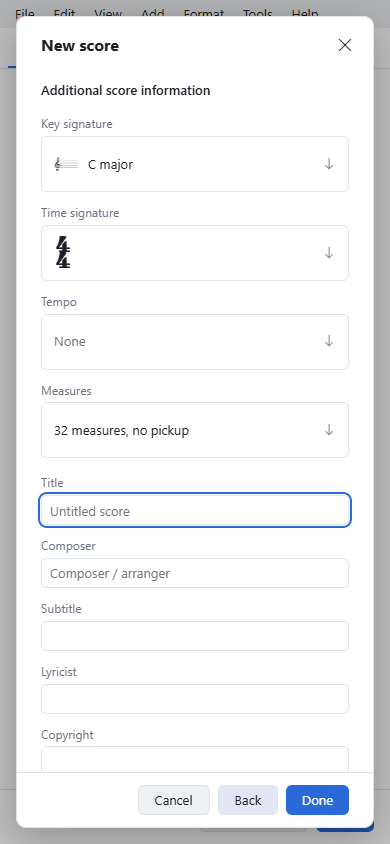 File Edit View Add Format Tools Help
New score
Additional score information
Key signature
C major
Time signature
4
4
Tempo
None
Measures
32 measures, no pickup
Title
Untitled score
Composer
Composer / arranger
Subtitle
Lyricist
Copyright
Cancel Back Done